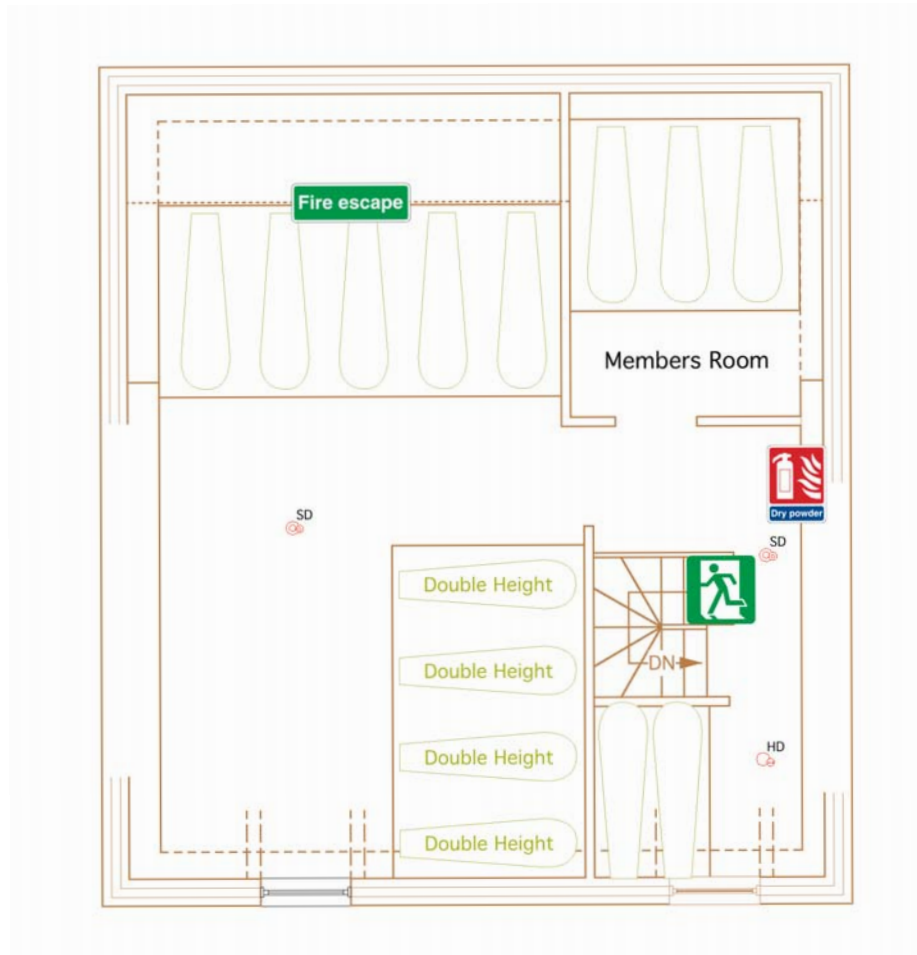 Fire escape
Members Room
Dry powder
SD
SD
Double Height
Double Height
DN
Double Height
HD
Double Height